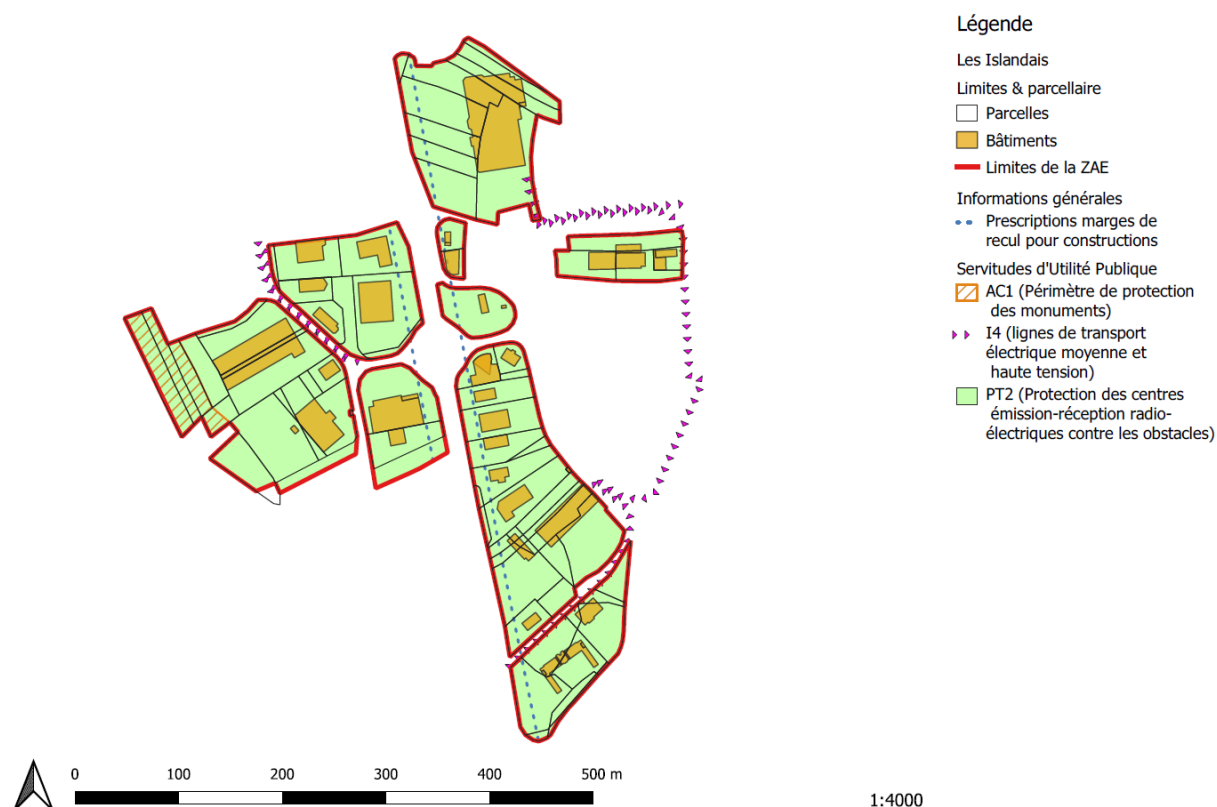 Légende
Les Islandais
Limites & parcellaire
Parcelles
Bâtiments
Limites de la ZAE
Informations générales
Prescriptions marges de
recul pour constructions
Servitudes d'Utilité Publique
AC1 (Périmètre de protection
des monuments)
I4 (lignes de transport
électrique moyenne et
haute tension)
PT2 (Protection des centres
émission-réception radio-
électriques contre les obstacles)
0 100 200 300 400 500 m
1:4000